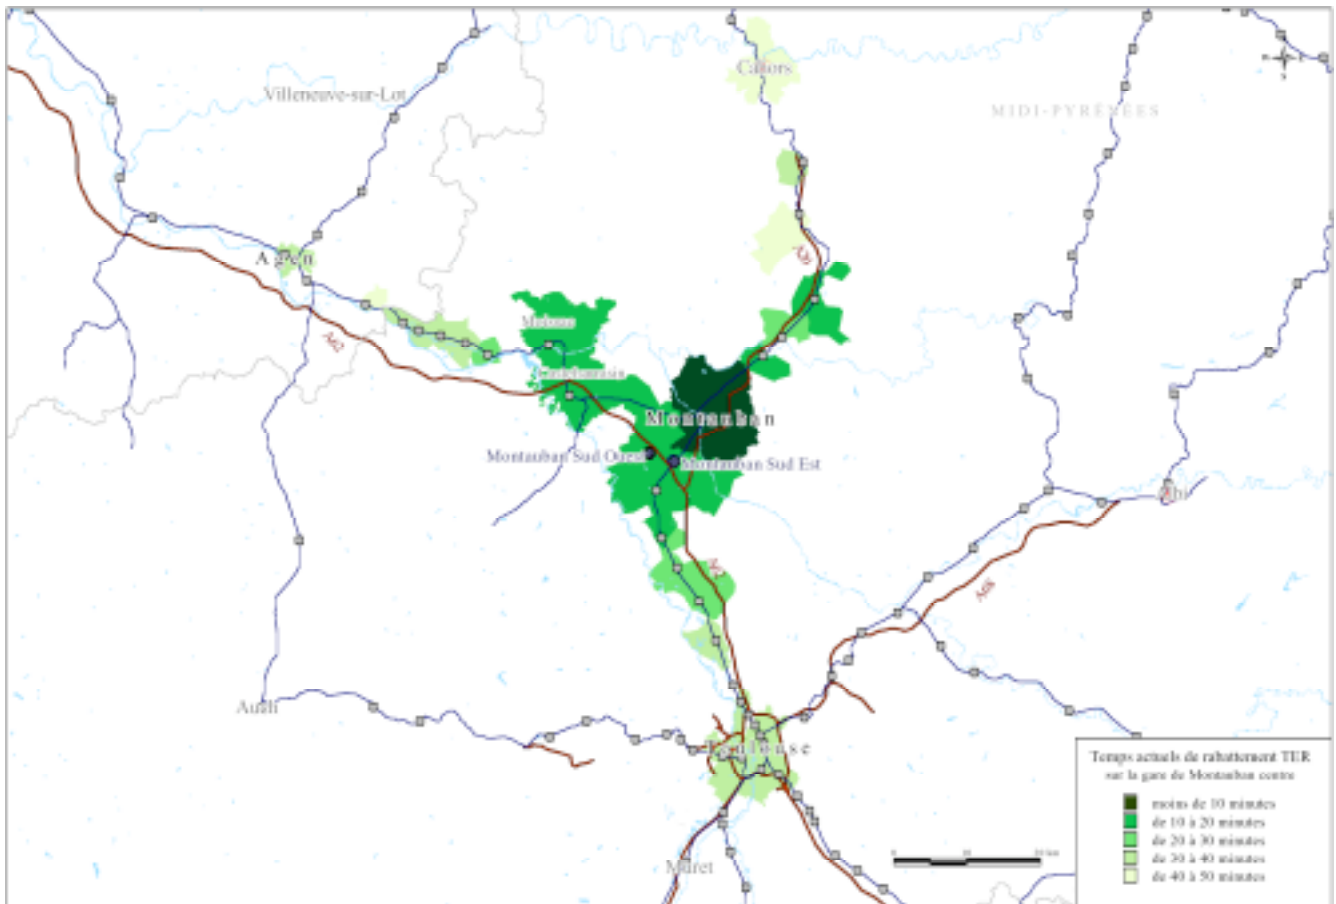 Cahors
Villeneuve-sur-Lot
MIDI-PYRÉNÉES
A20
Agen
Moissac
A62
Castelsarrasin
Montauban
Montauban Sud Ouest
Montauban Sud Est
Albi
A62
A68
Auch
Toulouse
Muret
Temps actuels de rabattement TER
sur la gare de Montauban centre
moins de 10 minutes
de 10 à 20 minutes
de 20 à 30 minutes
de 30 à 40 minutes
de 40 à 50 minutes